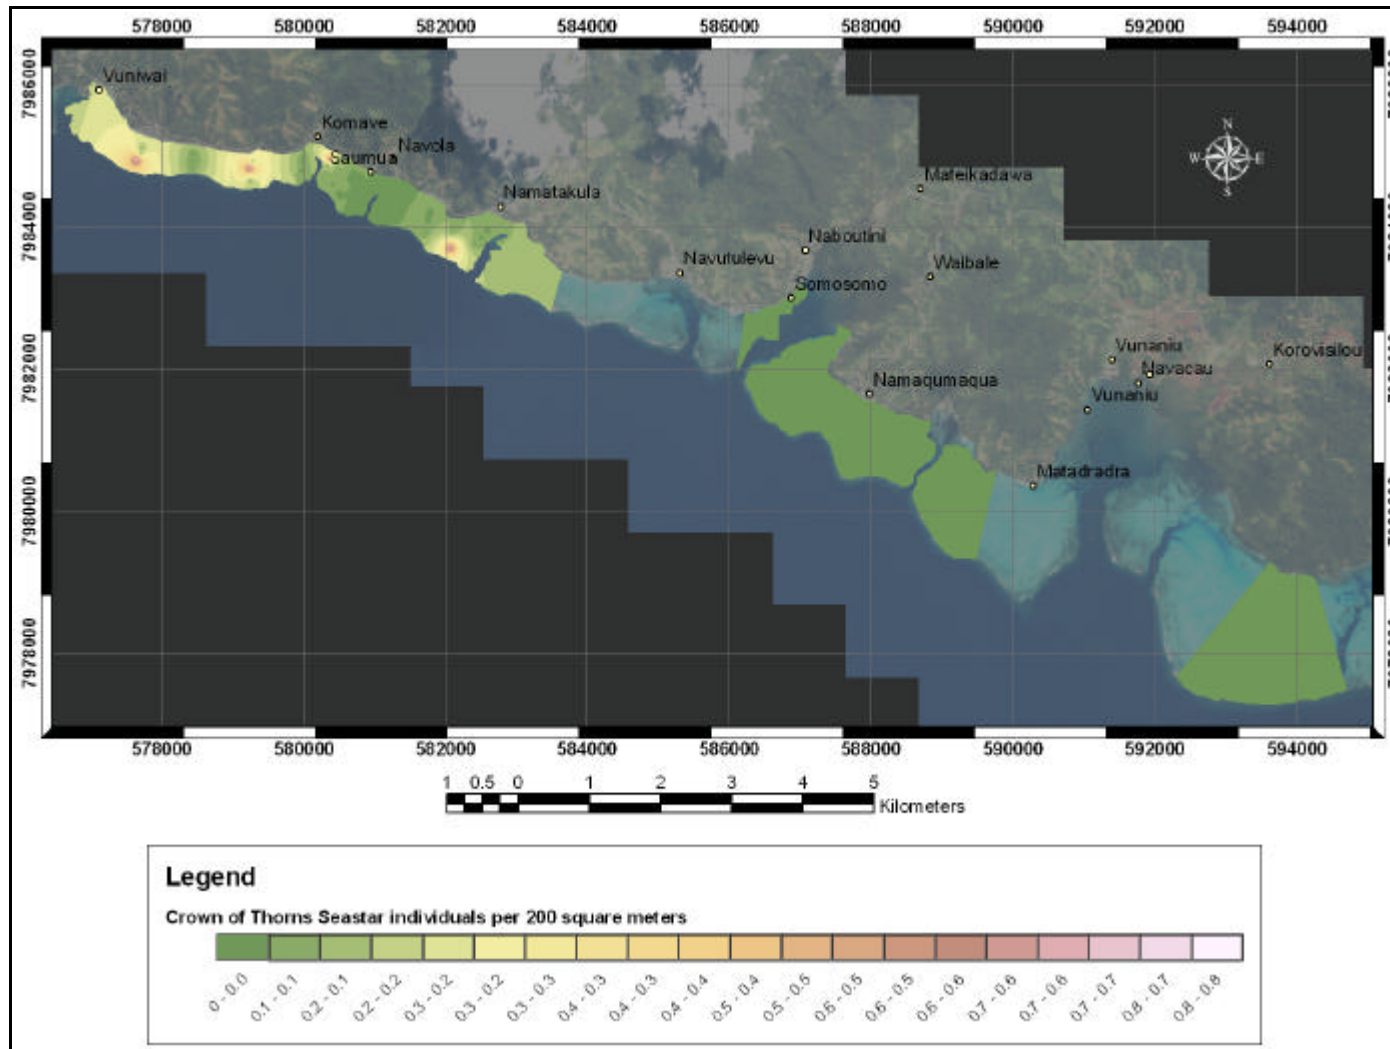 578000 580000 582000 584000 586000 588000 590000 592000 594000
7986000
7984000
7982000
7980000
7978000
Vuniwai
Komave
Navola
Saumua
Namatakula
Mateikadawa
N
W E
S
Naboutini
Navutulevu
Waibale
Somosomo
Vunaniu
Korovisilou
Navacau
Namaqumaqua
Vunaniu
Matadradra
578000 580000 582000 584000 586000 588000 590000 592000 594000
1 0.5 0 1 2 3 4 5
Kilometers
Legend
Crown of Thorns Seastar individuals per 200 square meters
0 - 0.0 0.1 - 0.1 0.2 - 0.1 0.2 - 0.2 0.3 - 0.2 0.3 - 0.2 0.3 - 0.3 0.4 - 0.3 0.4 - 0.3 0.4 - 0.4 0.5 - 0.4 0.5 - 0.5 0.6 - 0.5 0.6 - 0.5 0.6 - 0.6 0.7 - 0.6 0.7 - 0.6 0.7 - 0.7 0.8 - 0.7 0.8 - 0.8